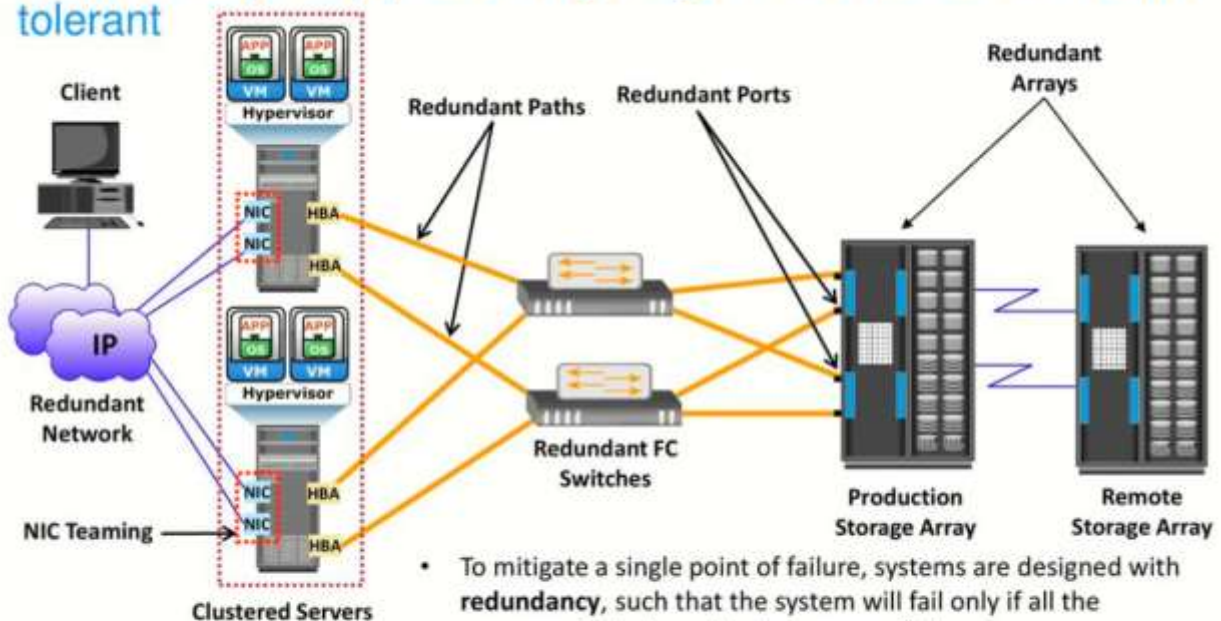 tolerant
Client
APP
OS
VM
APP
OS
VM
Hypervisor
NIC
NIC
HBA
HBA
Redundant Paths
Redundant Ports
Redundant
Arrays
IP
Redundant
Network
APP
OS
VM
APP
OS
VM
Hypervisor
NIC
NIC
HBA
HBA
NIC Teaming
Clustered Servers
Redundant FC
Switches
Production
Storage Array
Remote
Storage Array
• To mitigate a single point of failure, systems are designed with
redundancy, such that the system will fail only if all the